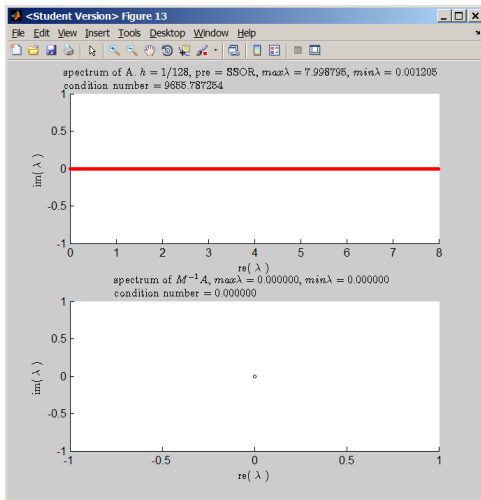 <Student Version> Figure 13
File Edit View Insert Tools Desktop Window Help
spectrum of A. h = 1/128, pre = SSOR, maxλ = 7.998795, minλ = 0.001205
condition number = 9655.787254
1
0.5
0
-0.5
-1
im( λ )
0 1 2 3 4 5 6 7 8
re( λ )
spectrum of M⁻¹A, maxλ = 0.000000, minλ = 0.000000
condition number = 0.000000
1
0.5
0
-0.5
-1
im( λ )
-1 -0.5 0 0.5 1
re( λ )